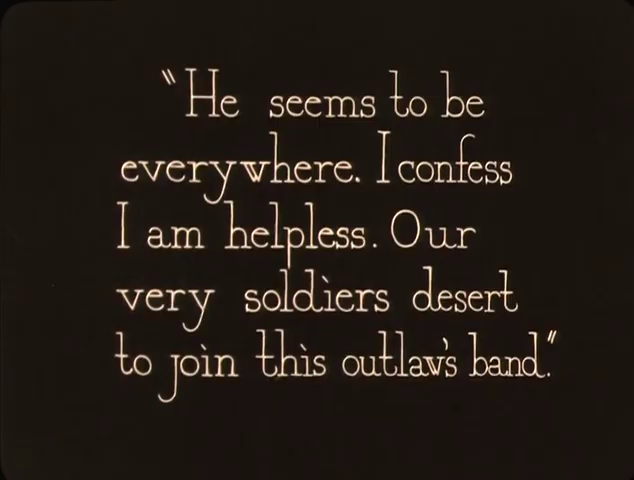 "He seems to be
everywhere. I confess
I am helpless. Our
very soldiers desert
to join this outlaw's band."